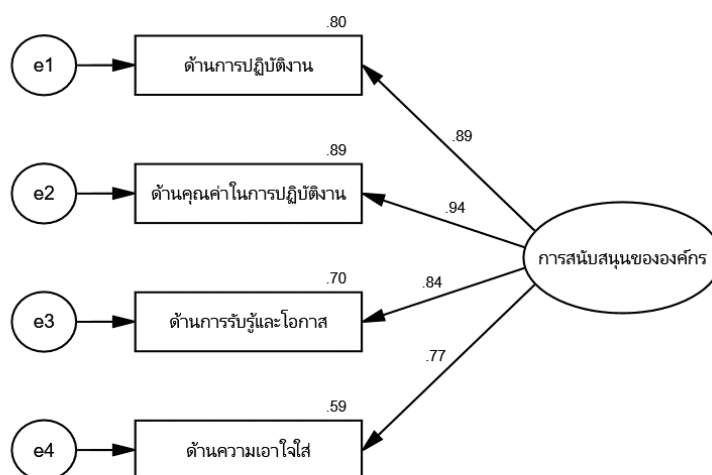 .80
e1
ด้านการปฏิบัติงาน
.89
.89
e2
ด้านคุณค่าในการปฏิบัติงาน
.94
การสนับสนุนขององค์กร
.70
e3
ด้านการรับรู้และโอกาส
.84
.77
.59
e4
ด้านความเอาใจใส่